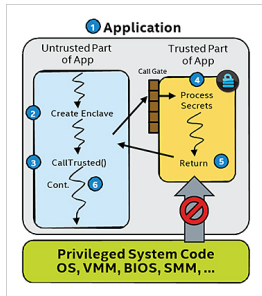 1 Application
Untrusted Part
of App
Trusted Part
of App
Call Gate
4
Process
Secrets
2
Create Enclave
3
CallTrusted()
Return
5
Cont.
6
Privileged System Code
OS, VMM, BIOS, SMM, ...